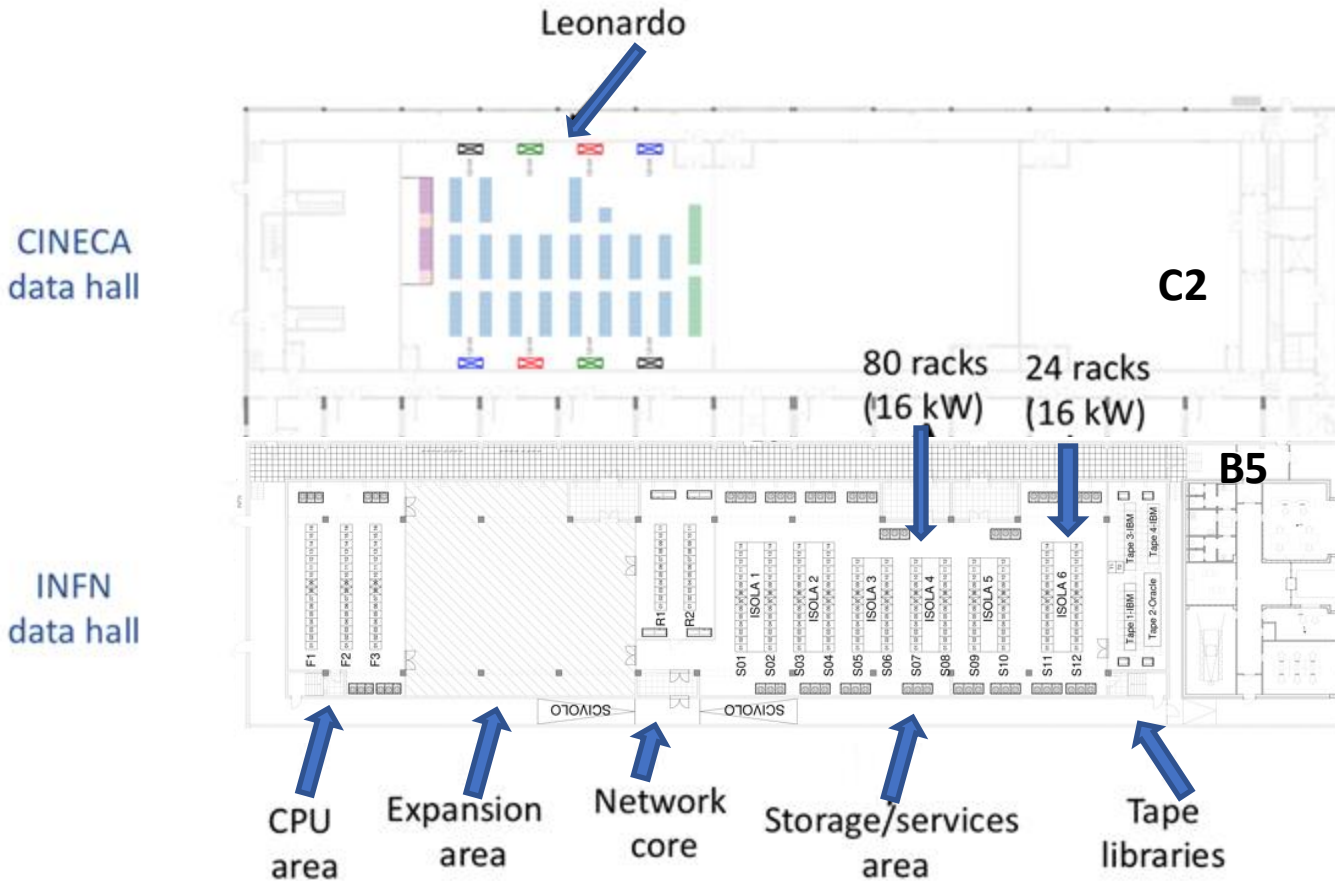 Leonardo
CINECA
data hall
C2
80 racks
(16 kW)
24 racks
(16 kW)
B5
INFN
data hall
F1
F2
F3
R1
R2
S01
ISOLA 1
S02
S03
ISOLA 2
S04
S05
ISOLA 3
S06
S07
ISOLA 4
S08
S09
ISOLA 5
S10
S11
ISOLA 6
S12
Tape 3-IBM
Tape 4-IBM
Tape 1-IBM
Tape 2-Oracle
SCIVOLO
SCIVOLO
CPU
area
Expansion
area
Network
core
Storage/services
area
Tape
libraries